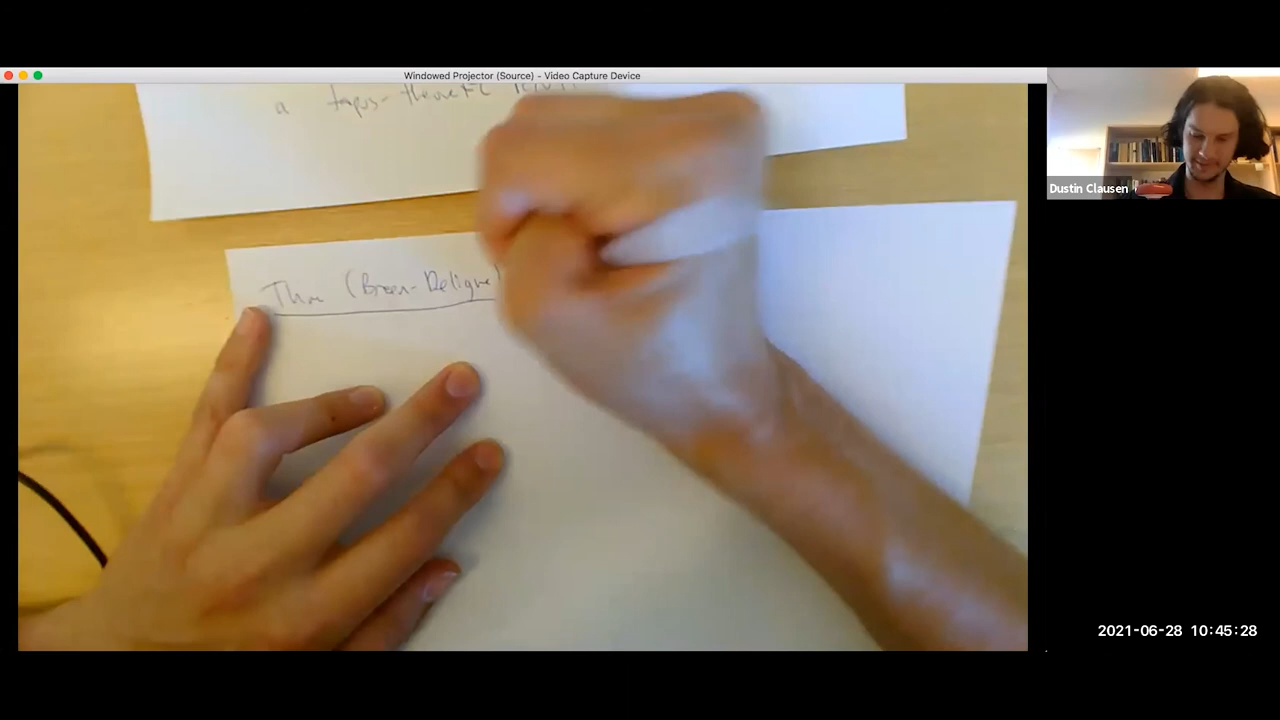 Windowed Projector (Source) - Video Capture Device
a topos-theoretic
Thm (Breen-Deligne)
Dustin Clausen
2021-06-28 10:45:28